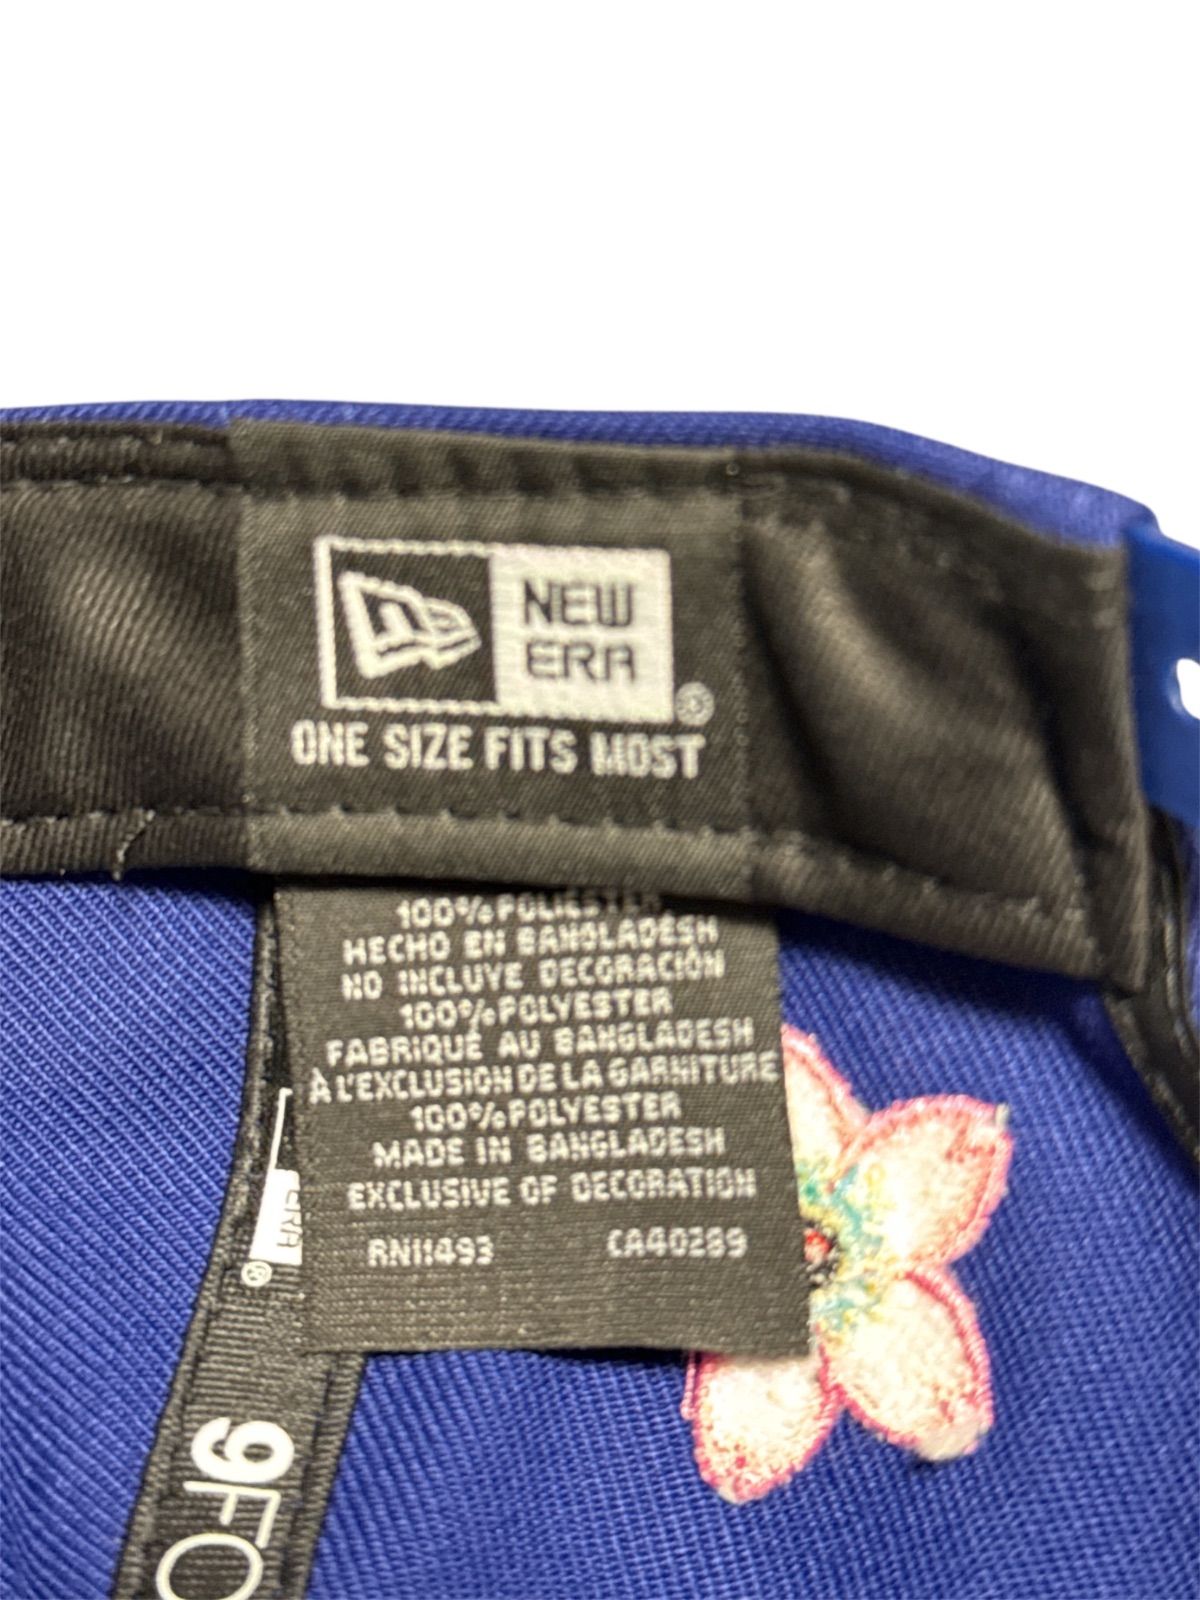 NEW
ERA
®
ONE SIZE FITS MOST
100% POLIESTER
HECHO EN BANGLADESH
NO INCLUYE DECORACIÓN
100% POLYESTER
FABRIQUÉ AU BANGLADESH
À L'EXCLUSION DE LA GARNITURE
100% POLYESTER
MADE IN BANGLADESH
EXCLUSIVE OF DECORATION
RN11493 CA40289
ERA
®
9FO